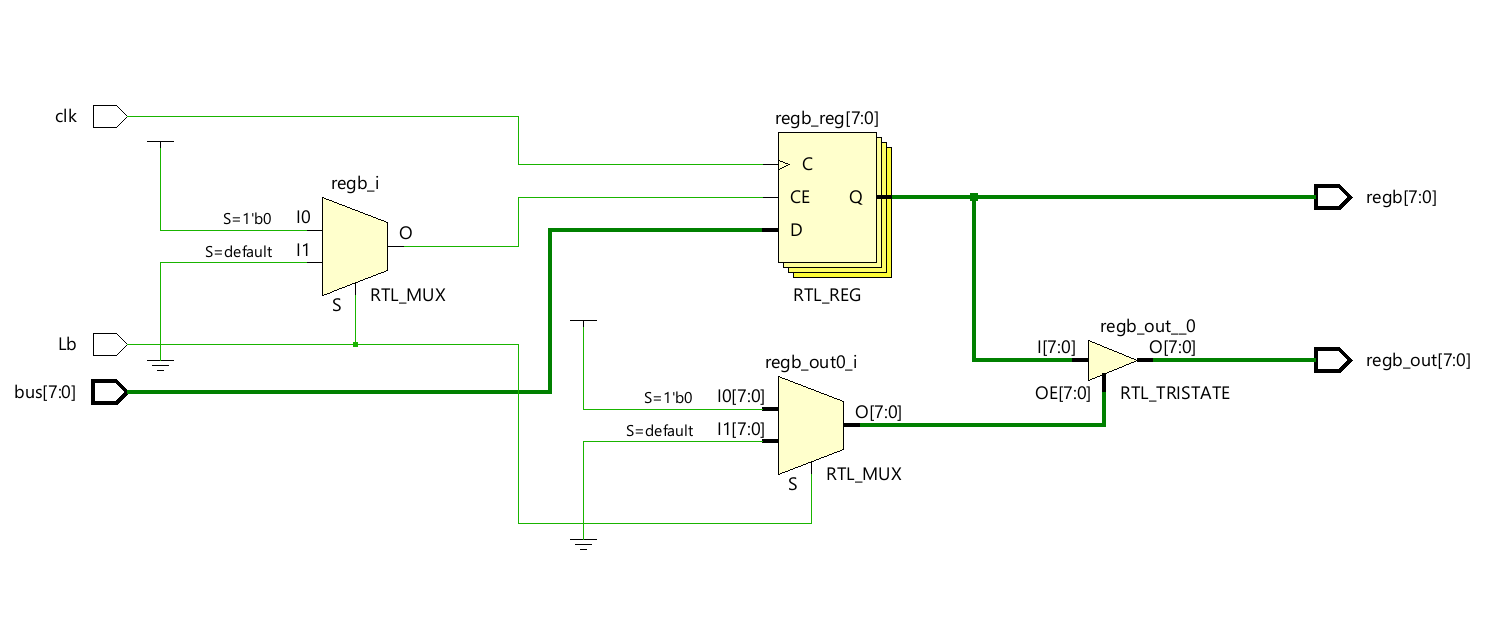 clk
regb_reg[7:0]
C
regb_i
S=1'b0
I0
CE
Q
regb[7:0]
O
D
S=default
I1
S
RTL_MUX
RTL_REG
Lb
regb_out__0
I[7:0]
O[7:0]
regb_out[7:0]
regb_out0_i
bus[7:0]
S=1'b0
I0[7:0]
OE[7:0]
RTL_TRISTATE
O[7:0]
S=default
I1[7:0]
S
RTL_MUX